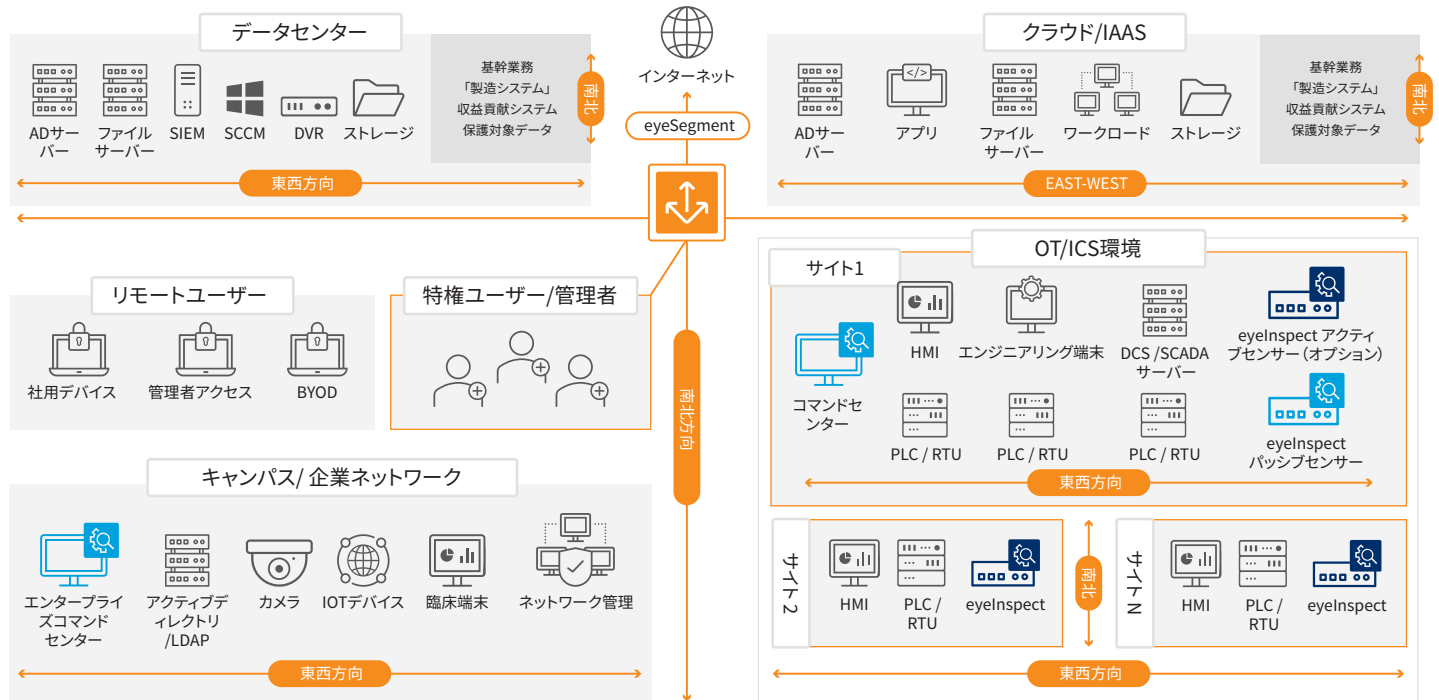 データセンター
ADサー
バー
ファイル
サーバー
SIEM
SCCM
DVR
ストレージ
基幹業務
「製造システム」
収益貢献システム
保護対象データ
南北
東西方向
インターネット
eyeSegment
クラウド/IAAS
ADサー
バー
アプリ
ファイル
サーバー
ワークロード
ストレージ
基幹業務
「製造システム」
収益貢献システム
保護対象データ
南北
EAST-WEST
リモートユーザー
社用デバイス
管理者アクセス
BYOD
特権ユーザー/管理者
南北方向
キャンパス/ 企業ネットワーク
エンタープライ
ズコマンド
センター
アクティブデ
ィレクトリ
/LDAP
カメラ
IOTデバイス
臨床端末
ネットワーク管理
東西方向
OT/ICS環境
サイト1
コマンドセ
ンター
HMI
エンジニアリング端末
DCS /SCADA
サーバー
eyeInspect アクティ
ブセンサー（オプション）
PLC / RTU
PLC / RTU
PLC / RTU
eyeInspect
パッシブセンサー
東西方向
サイト 2
HMI
PLC /
RTU
eyeInspect
南北
サイト N
HMI
PLC /
RTU
eyeInspect
東西方向